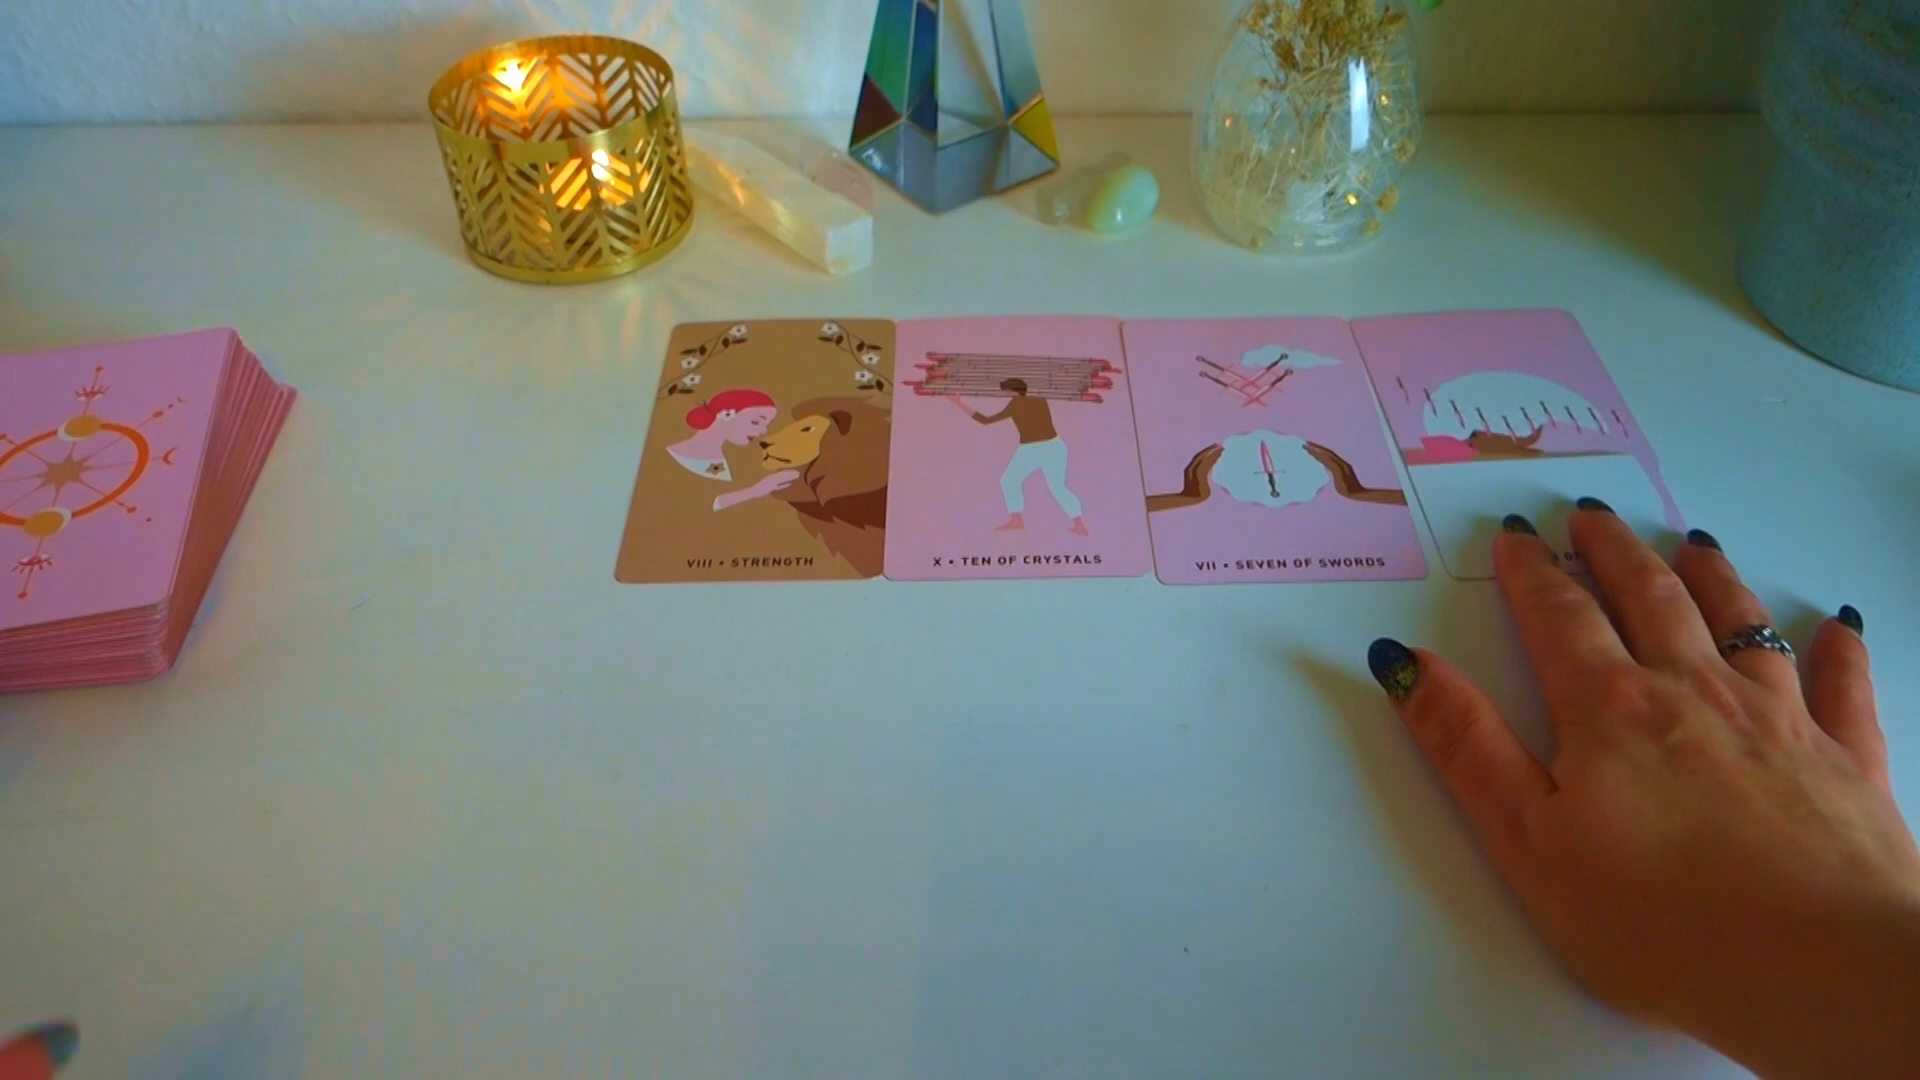 VIII • STRENGTH
X • TEN OF CRYSTALS
VII • SEVEN OF SWORDS